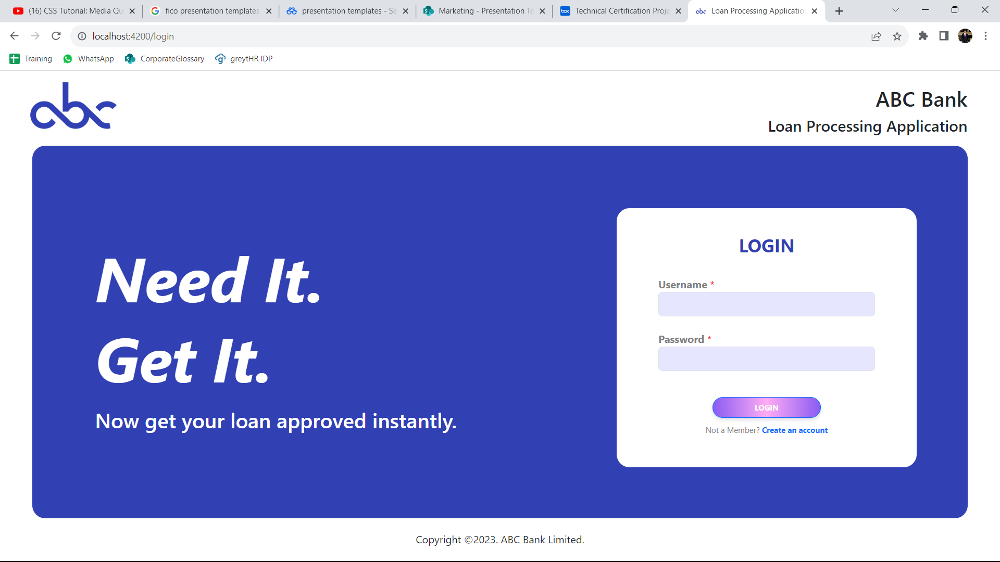 (16) CSS Tutorial: Media Qu
fico presentation templates
presentation templates - Se
Marketing - Presentation Te
Technical Certification Proje
Loan Processing Application
localhost:4200/login
Training
WhatsApp
CorporateGlossary
greytHR IDP
abc
ABC Bank
Loan Processing Application
Need It.
Get It.
Now get your loan approved instantly.
LOGIN
Username *
Password *
LOGIN
Not a Member? Create an account
Copyright ©2023. ABC Bank Limited.